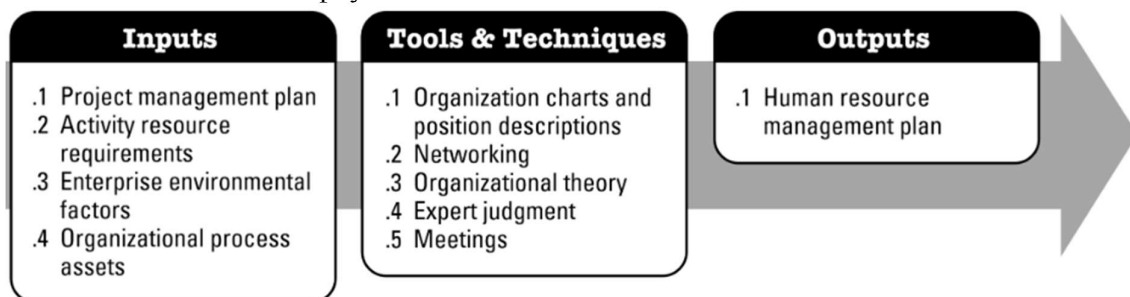 Inputs
.1 Project management plan
.2 Activity resource
requirements
.3 Enterprise environmental
factors
.4 Organizational process
assets
Tools & Techniques
.1 Organization charts and
position descriptions
.2 Networking
.3 Organizational theory
.4 Expert judgment
.5 Meetings
Outputs
.1 Human resource
management plan